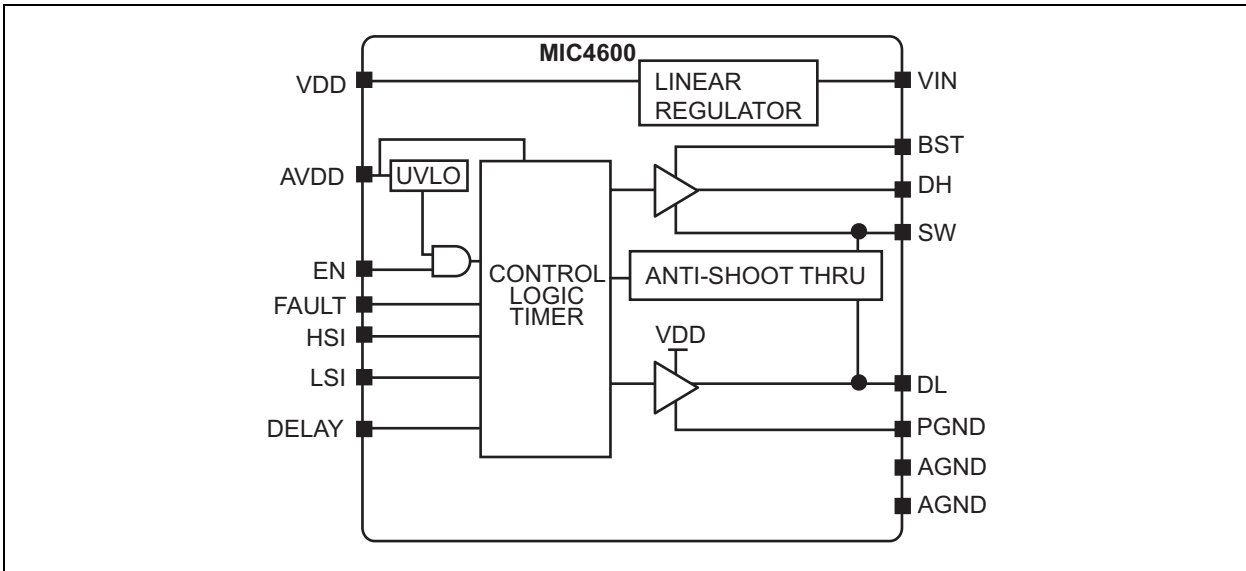 MIC4600
VDD
LINEAR
REGULATOR
VIN
BST
AVDD
UVLO
DH
SW
EN
CONTROL
LOGIC
TIMER
ANTI-SHOOT THRU
FAULT
HSI
VDD
LSI
DL
DELAY
PGND
AGND
AGND